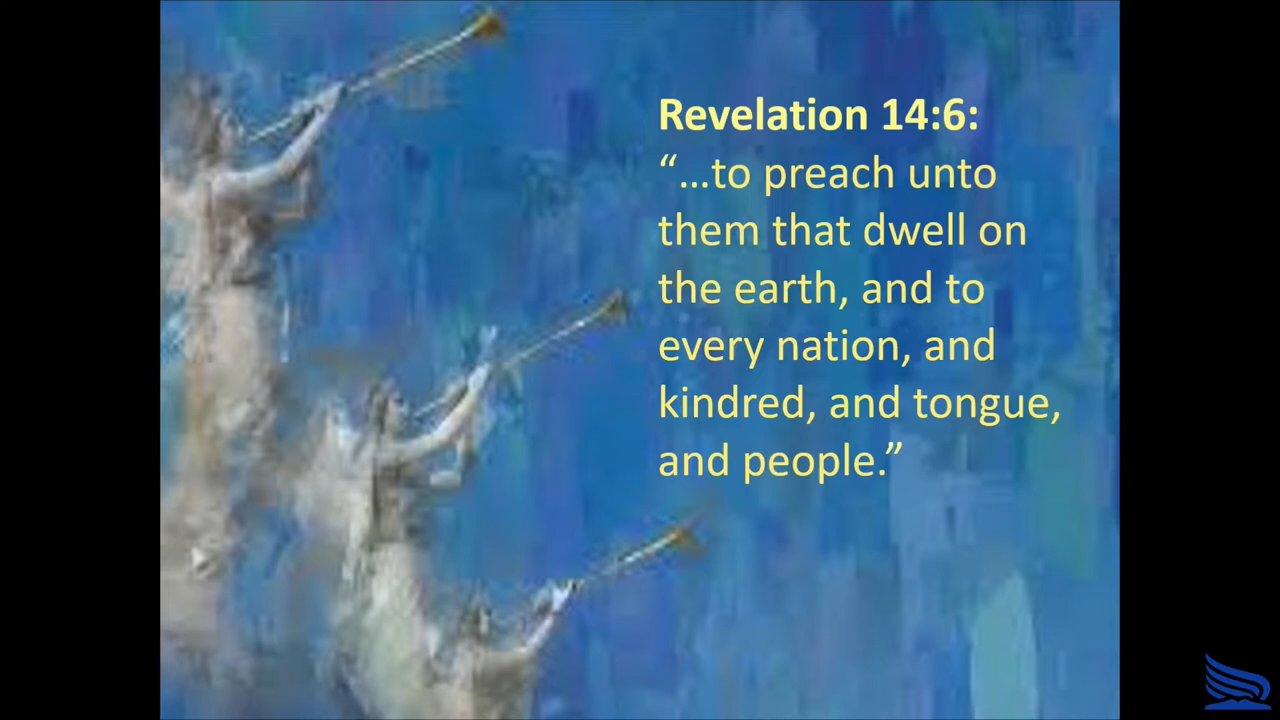 Revelation 14:6:
“…to preach unto
them that dwell on
the earth, and to
every nation, and
kindred, and tongue,
and people.”